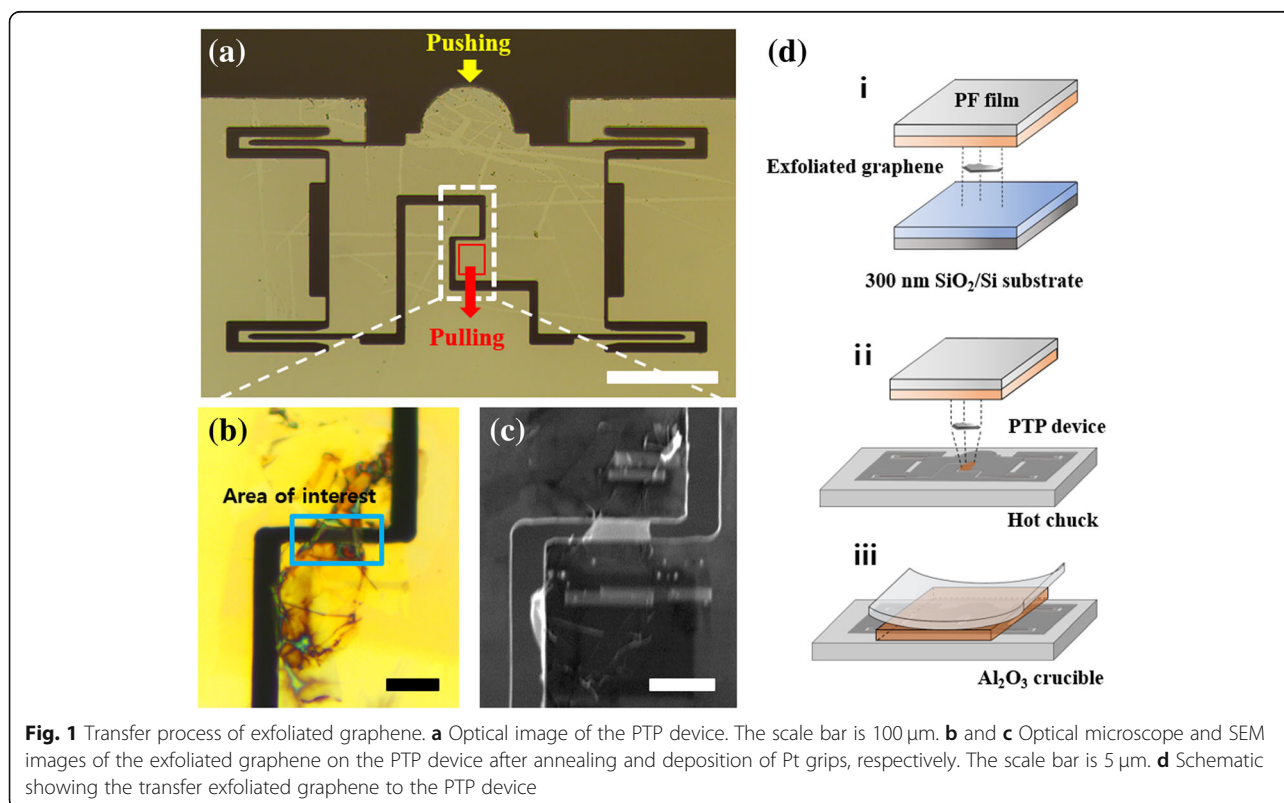 (a)
Pushing
Pulling
(b)
Area of interest
(c)
(d)
i
PF film
Exfoliated graphene
300 nm SiO₂/Si substrate
ii
PTP device
Hot chuck
iii
Al₂O₃ crucible
Fig. 1 Transfer process of exfoliated graphene. a Optical image of the PTP device. The scale bar is 100 μm. b and c Optical microscope and SEM
images of the exfoliated graphene on the PTP device after annealing and deposition of Pt grips, respectively. The scale bar is 5 μm. d Schematic
showing the transfer exfoliated graphene to the PTP device